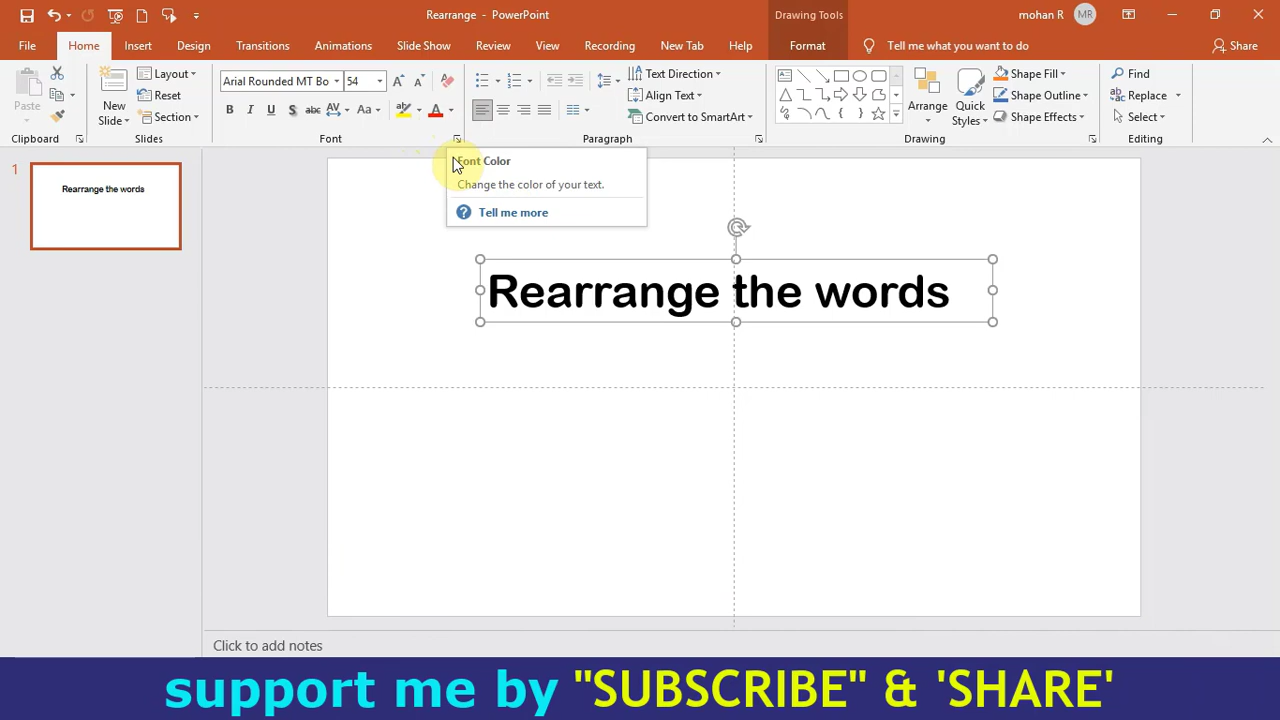 Rearrange - PowerPoint
Drawing Tools
mohan R MR
File Home Insert Design Transitions Animations Slide Show Review View Recording New Tab Help Format Tell me what you want to do Share
Paste
Clipboard
New Slide
Layout
Reset
Section
Slides
Arial Rounded MT Bo 54
B I U S abc AV Aa A
Font
Text Direction
Align Text
Convert to SmartArt
Paragraph
Arrange
Quick Styles
Shape Fill
Shape Outline
Shape Effects
Drawing
Find
Replace
Select
Editing
1
Rearrange the words
Font Color
Change the color of your text.
? Tell me more
Rearrange the words
Click to add notes
support me by "SUBSCRIBE" & 'SHARE'